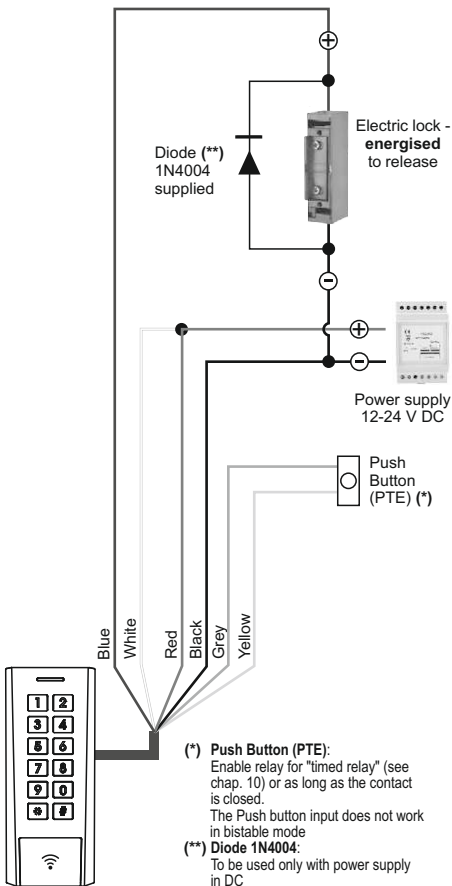 +
Electric lock -
energised
to release
Diode (**)
1N4004
supplied
-
+
-
Power supply
12-24 V DC
Push
Button
(PTE) (*)
Blue
White
Red
Black
Grey
Yellow
1 2
3 4
5 6
7 8
9 0
* #
(*) Push Button (PTE):
Enable relay for "timed relay" (see
chap. 10) or as long as the contact
is closed.
The Push button input does not work
in bistable mode
(**) Diode 1N4004:
To be used only with power supply
in DC